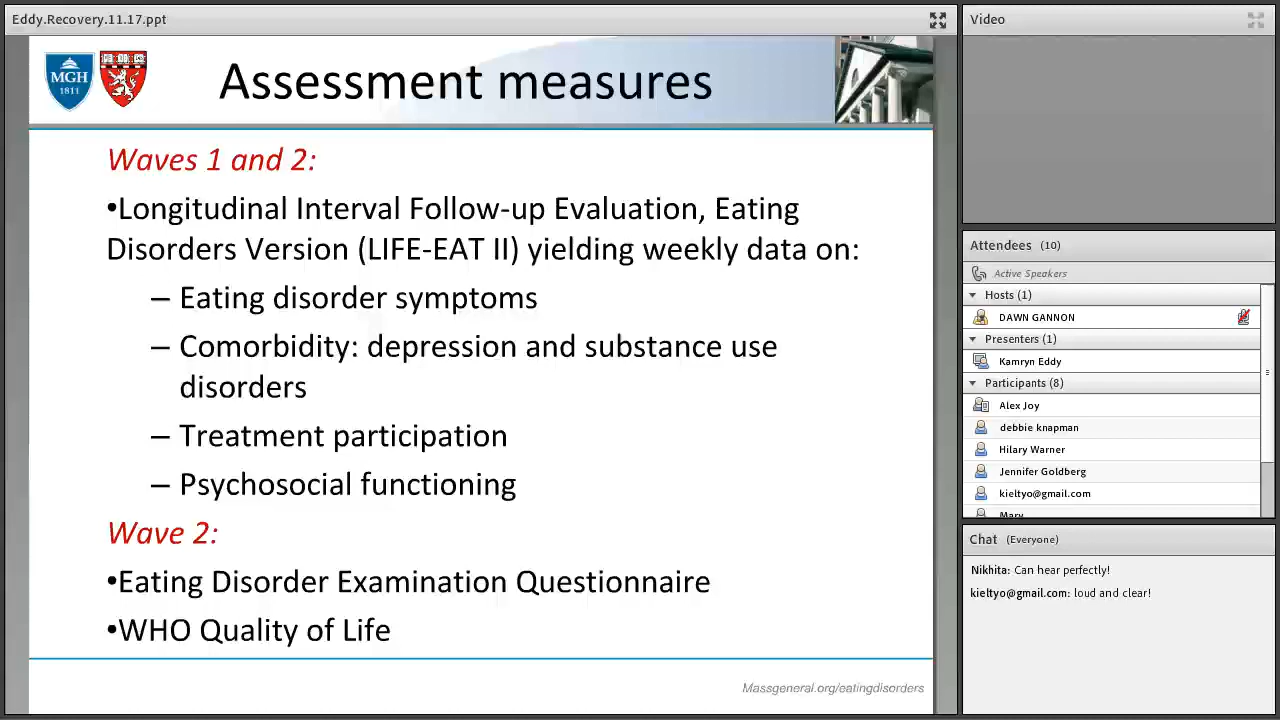 Eddy.Recovery.11.17.ppt
MGH
1811
Assessment measures
Waves 1 and 2:
•Longitudinal Interval Follow-up Evaluation, Eating
Disorders Version (LIFE-EAT II) yielding weekly data on:
– Eating disorder symptoms
– Comorbidity: depression and substance use
disorders
– Treatment participation
– Psychosocial functioning
Wave 2:
•Eating Disorder Examination Questionnaire
•WHO Quality of Life
Massgeneral.org/eatingdisorders
Video
Attendees (10)
Active Speakers
Hosts (1)
DAWN GANNON
Presenters (1)
Kamryn Eddy
Participants (8)
Alex Joy
debbie knapman
Hilary Warner
Jennifer Goldberg
kieltyo@gmail.com
Mary
Chat (Everyone)
Nikhita: Can hear perfectly!
kieltyo@gmail.com: loud and clear!